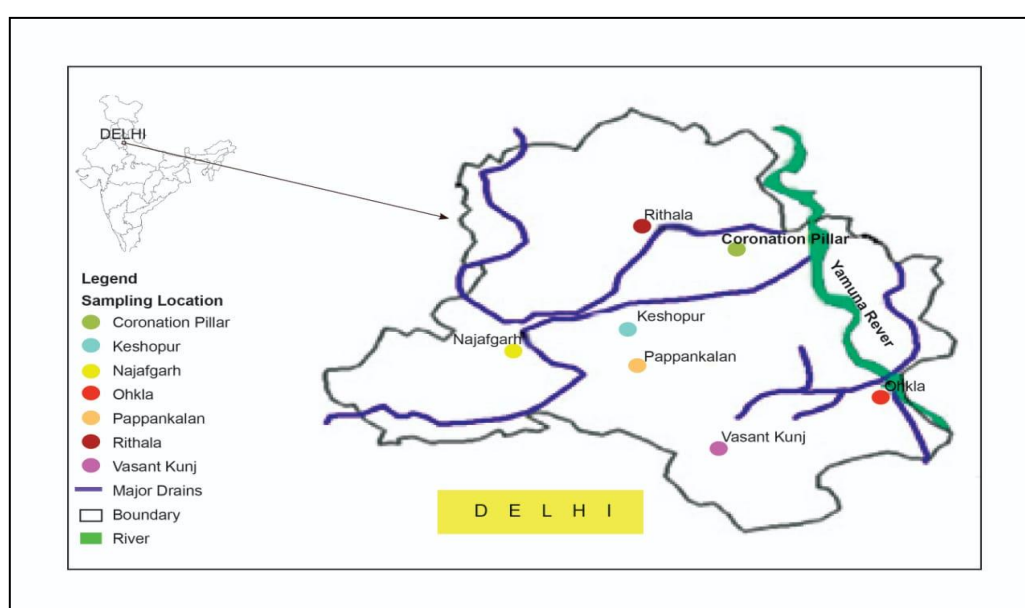 DELHI
Rithala
Coronation Pillar
Yamuna Rever
Legend
Sampling Location
Coronation Pillar
Keshopur
Najafgarh
Ohkla
Pappankalan
Rithala
Vasant Kunj
Major Drains
Boundary
River
Keshopur
Najafgarh
Pappankalan
Ohkla
Vasant Kunj
D E L H I